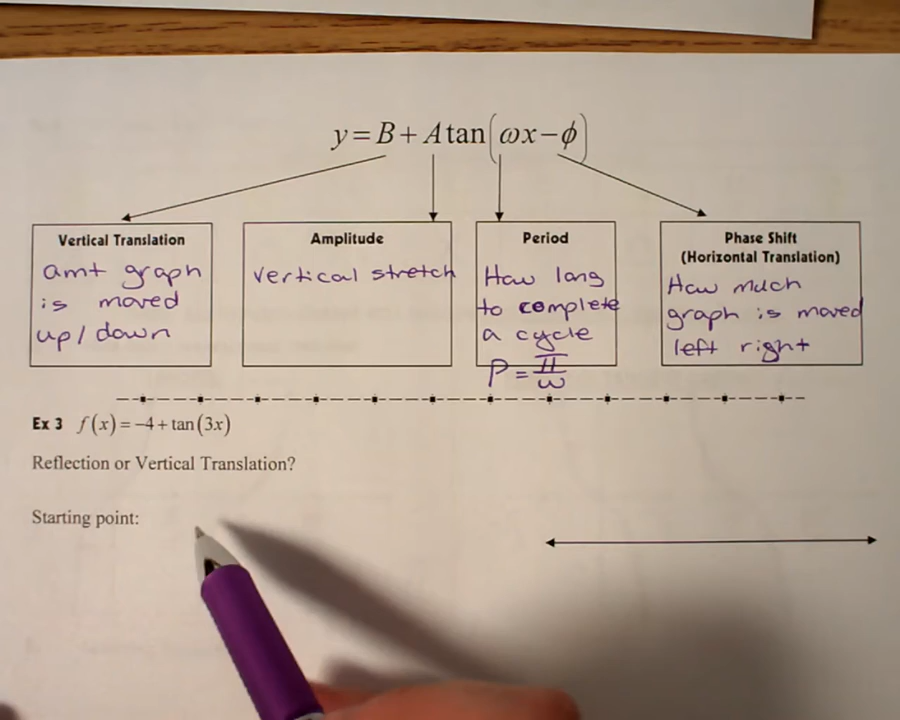 y = B + A tan(ωx − ϕ)
Vertical Translation
amt graph
is moved
up/down
Amplitude
vertical stretch
Period
How long
to complete
a cycle
P = π/ω
Phase Shift
(Horizontal Translation)
How much
graph is moved
left right
Ex 3 f(x) = −4 + tan(3x)
Reflection or Vertical Translation?
Starting point: